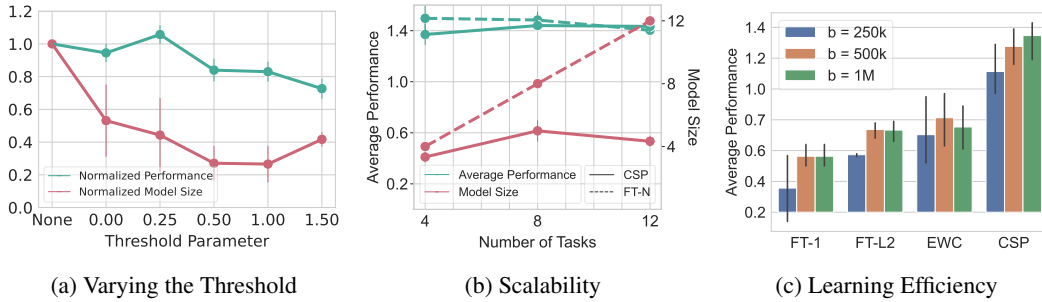 1.2
1.0
0.8
0.6
0.4
0.2
0.0
None
0.00
0.25
0.50
1.00
1.50
Threshold Parameter
Normalized Performance
Normalized Model Size
(a) Varying the Threshold
Average Performance
1.4
1.0
0.6
0.2
4
8
12
Number of Tasks
12
8
4
Model Size
Average Performance
Model Size
CSP
FT-N
(b) Scalability
Average Performance
1.4
1.2
1.0
0.8
0.6
0.4
0.2
FT-1
FT-L2
EWC
CSP
b = 250k
b = 500k
b = 1M
(c) Learning Efficiency